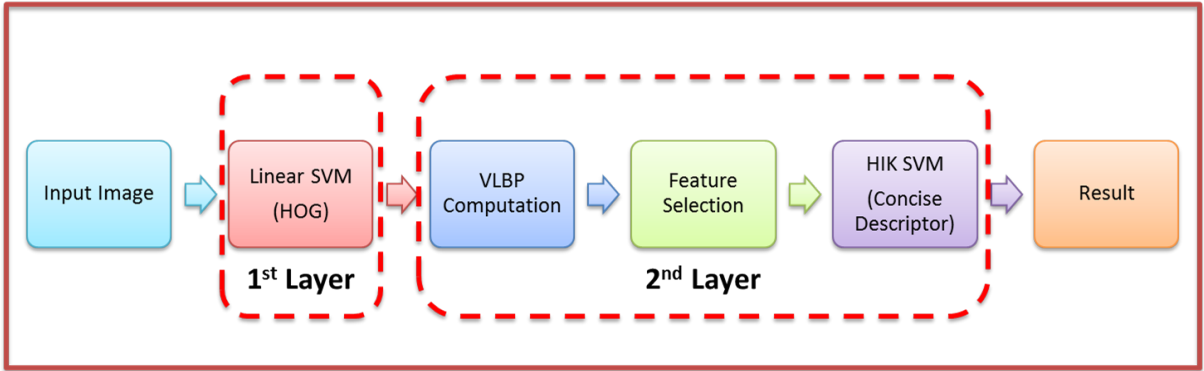 Input Image
Linear SVM
(HOG)
1st Layer
VLBP
Computation
Feature
Selection
HIK SVM
(Concise
Descriptor)
2nd Layer
Result